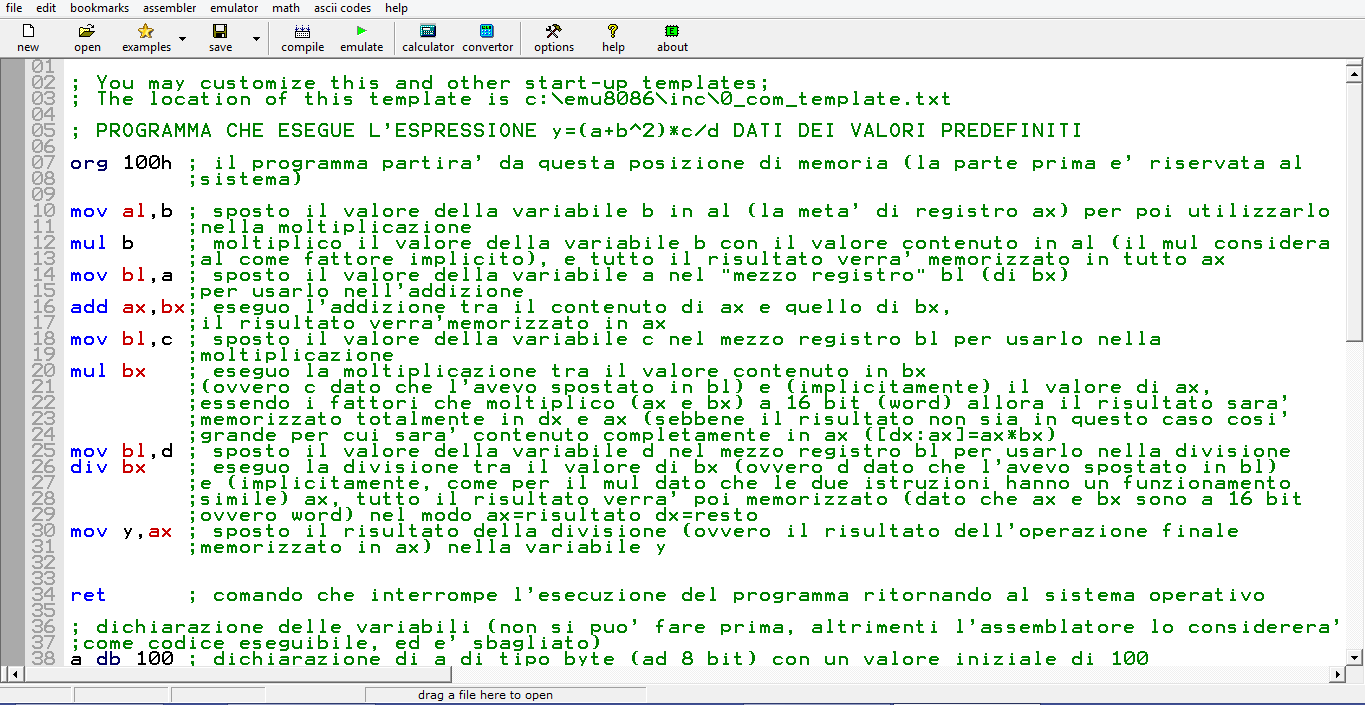 file edit bookmarks assembler emulator math ascii codes help
new open examples save compile emulate calculator convertor options help about
01
02 ; You may customize this and other start-up templates;
03 ; The location of this template is c:\emu8086\inc\0_com_template.txt
04
05 ; PROGRAMMA CHE ESEGUE L'ESPRESSIONE y=(a+b^2)*c/d DATI DEI VALORI PREDEFINITI
06
07 org 100h ; il programma partira' da questa posizione di memoria (la parte prima e' riservata al
08 ;sistema)
09
10 mov al,b ; sposto il valore della variabile b in al (la meta' di registro ax) per poi utilizzarlo
11 ;nella moltiplicazione
12 mul b ; moltiplico il valore della variabile b con il valore contenuto in al (il mul considera
13 ;al come fattore implicito), e tutto il risultato verra' memorizzato in tutto ax
14 mov bl,a ; sposto il valore della variabile a nel "mezzo registro" bl (di bx)
15 ;per usarlo nell'addizione
16 add ax,bx; eseguo l'addizione tra il contenuto di ax e quello di bx,
17 ;il risultato verra'memorizzato in ax
18 mov bl,c ; sposto il valore della variabile c nel mezzo registro bl per usarlo nella
19 ;moltiplicazione
20 mul bx ; eseguo la moltiplicazione tra il valore contenuto in bx
21 ;(ovvero c dato che l'avevo spostato in bl) e (implicitamente) il valore di ax,
22 ;essendo i fattori che moltiplico (ax e bx) a 16 bit (word) allora il risultato sara'
23 ;memorizzato totalmente in dx e ax (sebbene il risultato non sia in questo caso cosi'
24 ;grande per cui sara' contenuto completamente in ax ([dx:ax]=ax*bx)
25 mov bl,d ; sposto il valore della variabile d nel mezzo registro bl per usarlo nella divisione
26 div bx ; eseguo la divisione tra il valore di bx (ovvero d dato che l'avevo spostato in bl)
27 ;e (implicitamente, come per il mul dato che le due istruzioni hanno un funzionamento
28 ;simile) ax, tutto il risultato verra' poi memorizzato (dato che ax e bx sono a 16 bit
29 ;ovvero word) nel modo ax=risultato dx=resto
30 mov y,ax ; sposto il risultato della divisione (ovvero il risultato dell'operazione finale
31 ;memorizzato in ax) nella variabile y
32
33
34 ret ; comando che interrompe l'esecuzione del programma ritornando al sistema operativo
35
36 ; dichiarazione delle variabili (non si puo' fare prima, altrimenti l'assemblatore lo considerera'
37 ;come codice eseguibile, ed e' sbagliato)
38 a db 100 ; dichiarazione di a di tipo byte (ad 8 bit) con un valore iniziale di 100
drag a file here to open